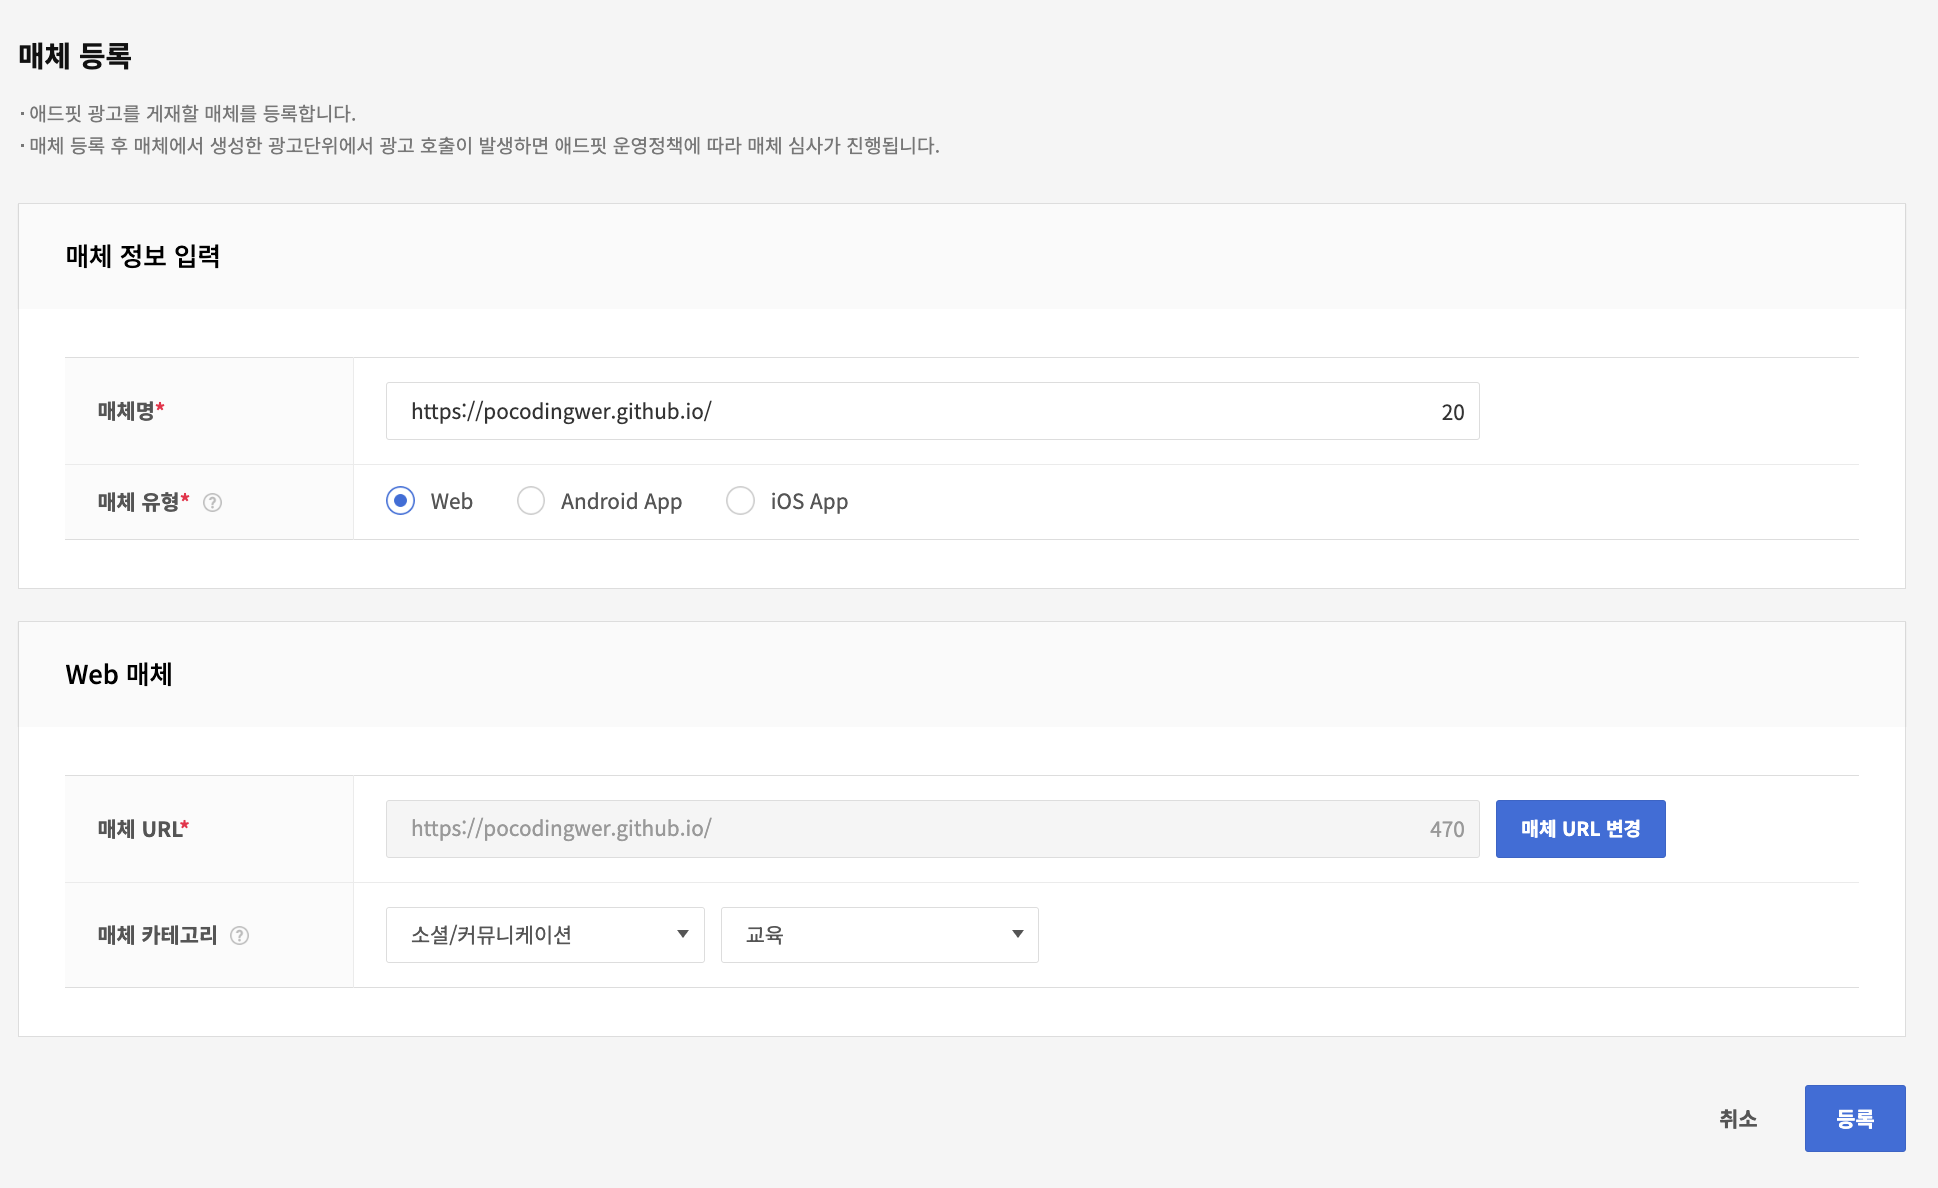 매체 등록
· 애드핏 광고를 게재할 매체를 등록합니다.
· 매체 등록 후 매체에서 생성한 광고단위에서 광고 호출이 발생하면 애드핏 운영정책에 따라 매체 심사가 진행됩니다.
매체 정보 입력
매체명* https://pocodingwer.github.io/ 20
매체 유형* ? Web Android App iOS App
Web 매체
매체 URL* https://pocodingwer.github.io/ 470 매체 URL 변경
매체 카테고리 ? 소셜/커뮤니케이션 교육
취소 등록